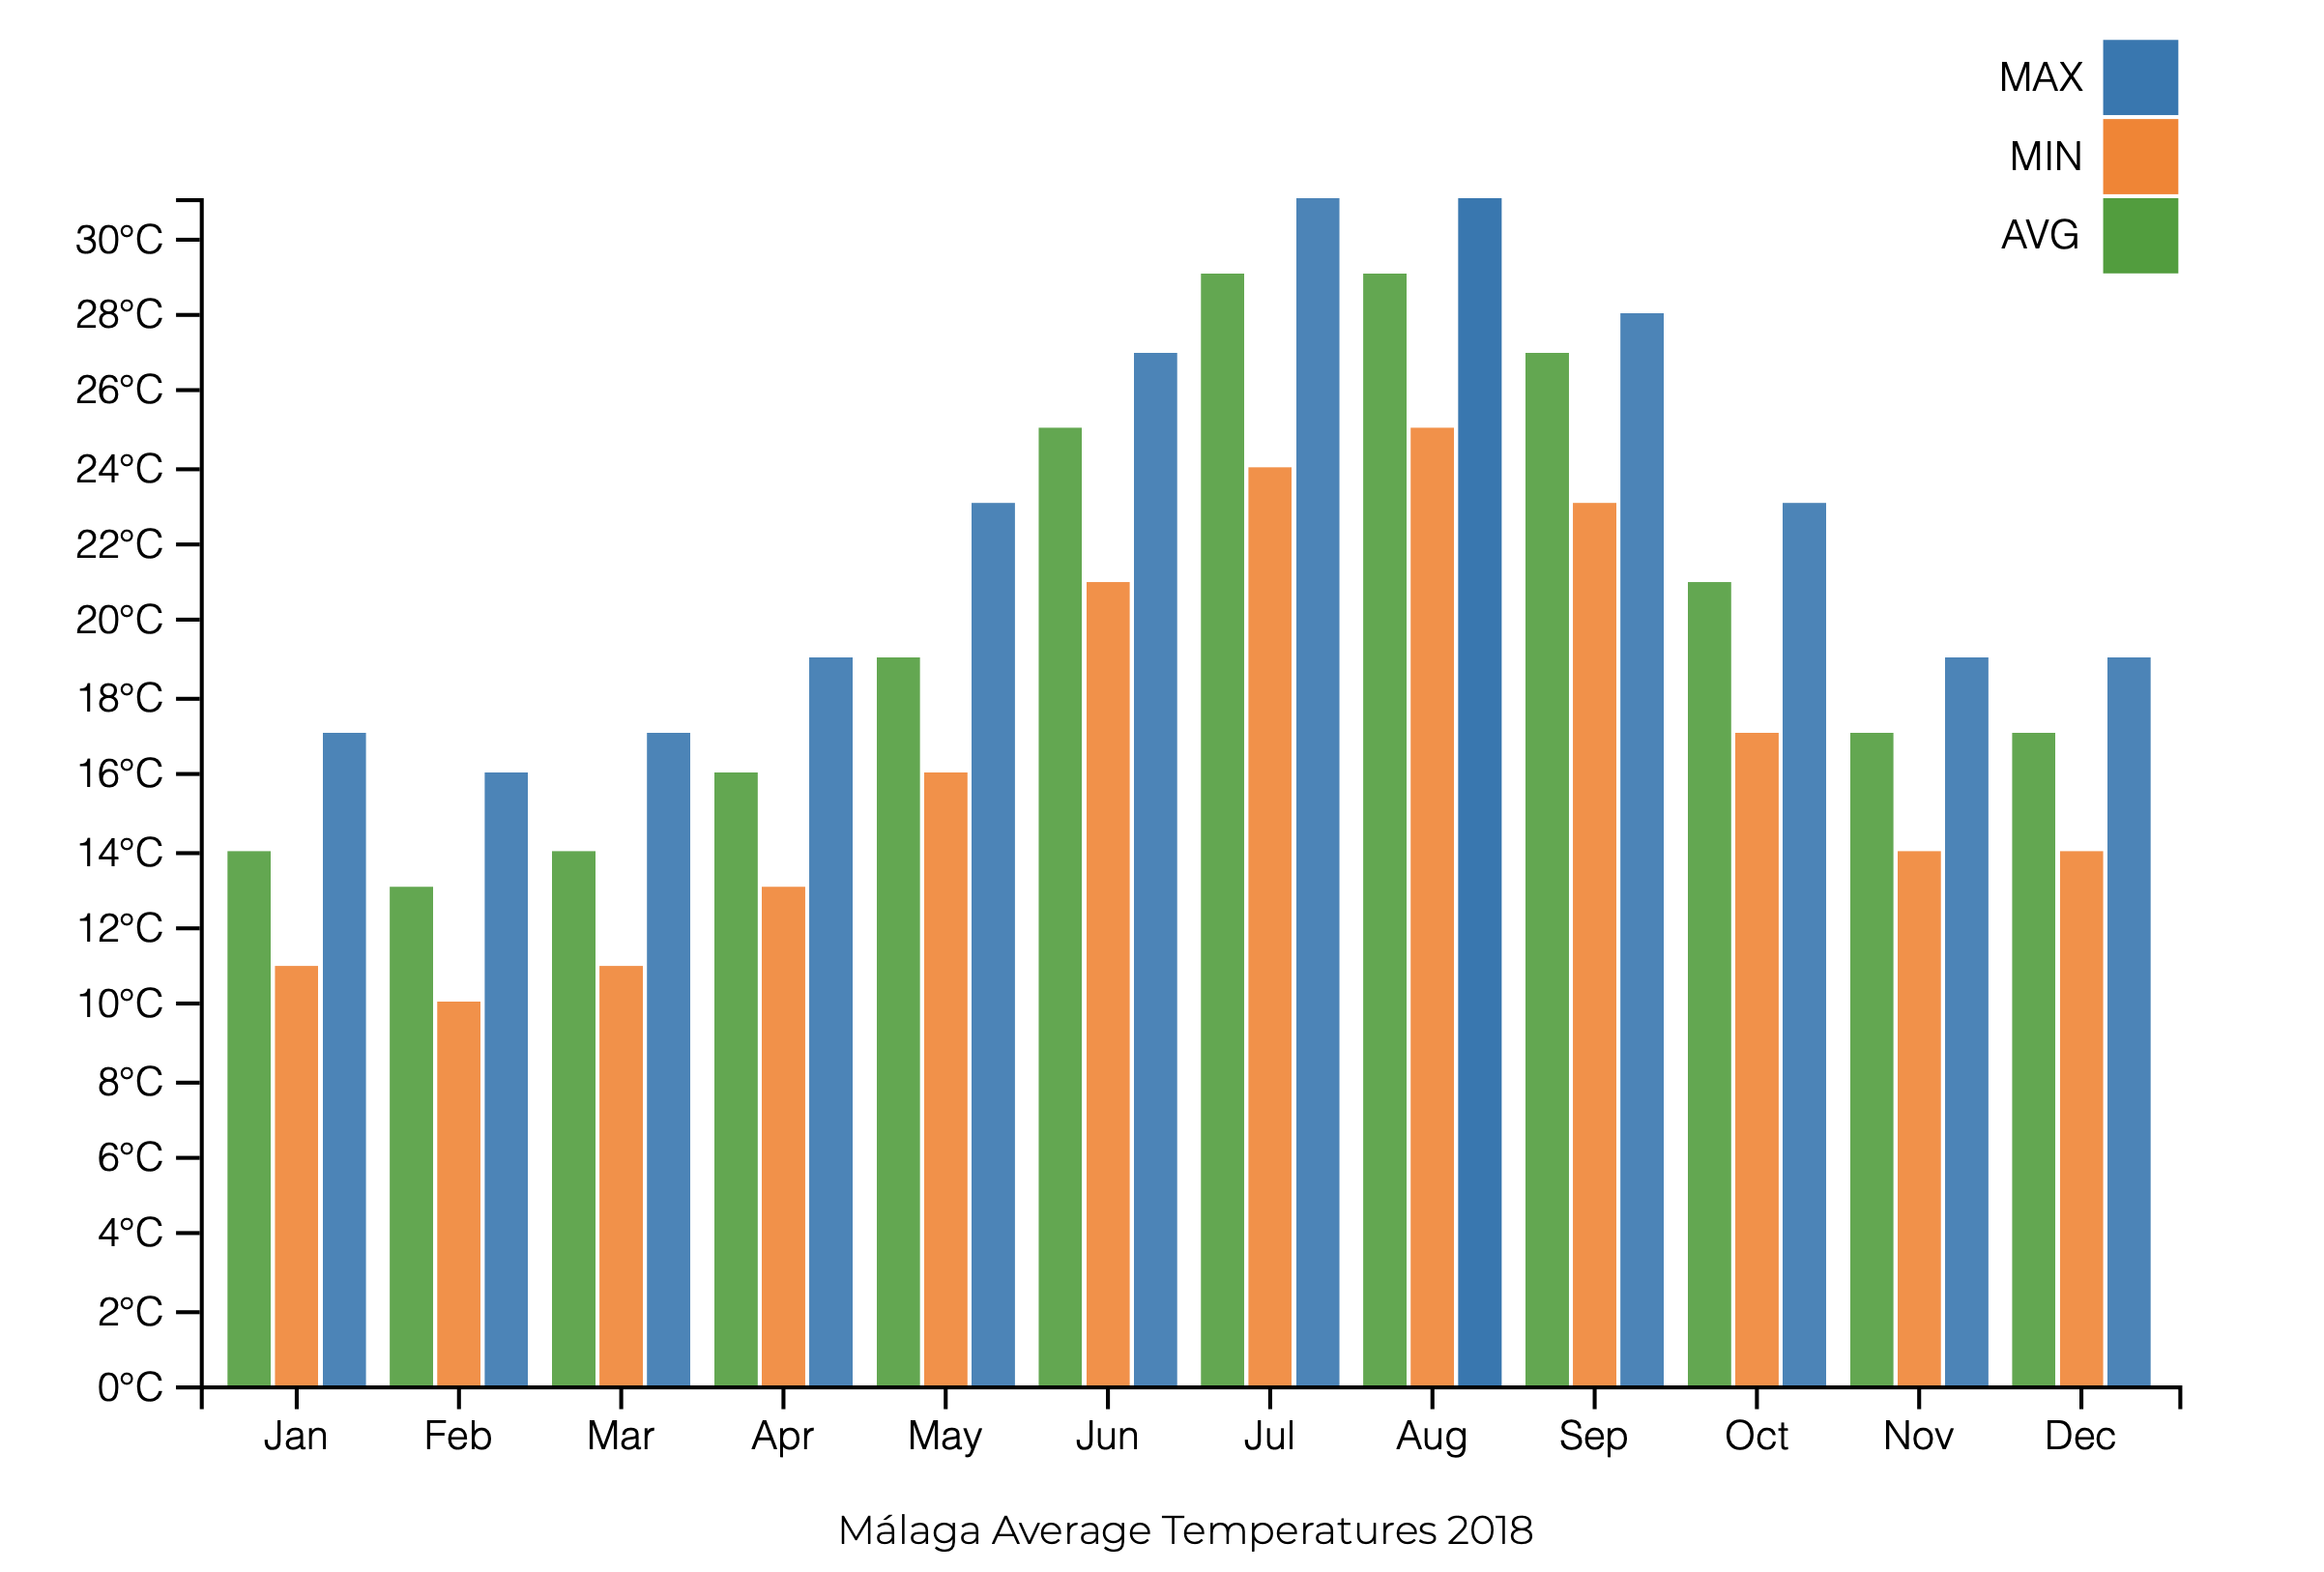 MAX
MIN
AVG
30°C
28°C
26°C
24°C
22°C
20°C
18°C
16°C
14°C
12°C
10°C
8°C
6°C
4°C
2°C
0°C
Jan Feb Mar Apr May Jun Jul Aug Sep Oct Nov Dec
Málaga Average Temperatures 2018